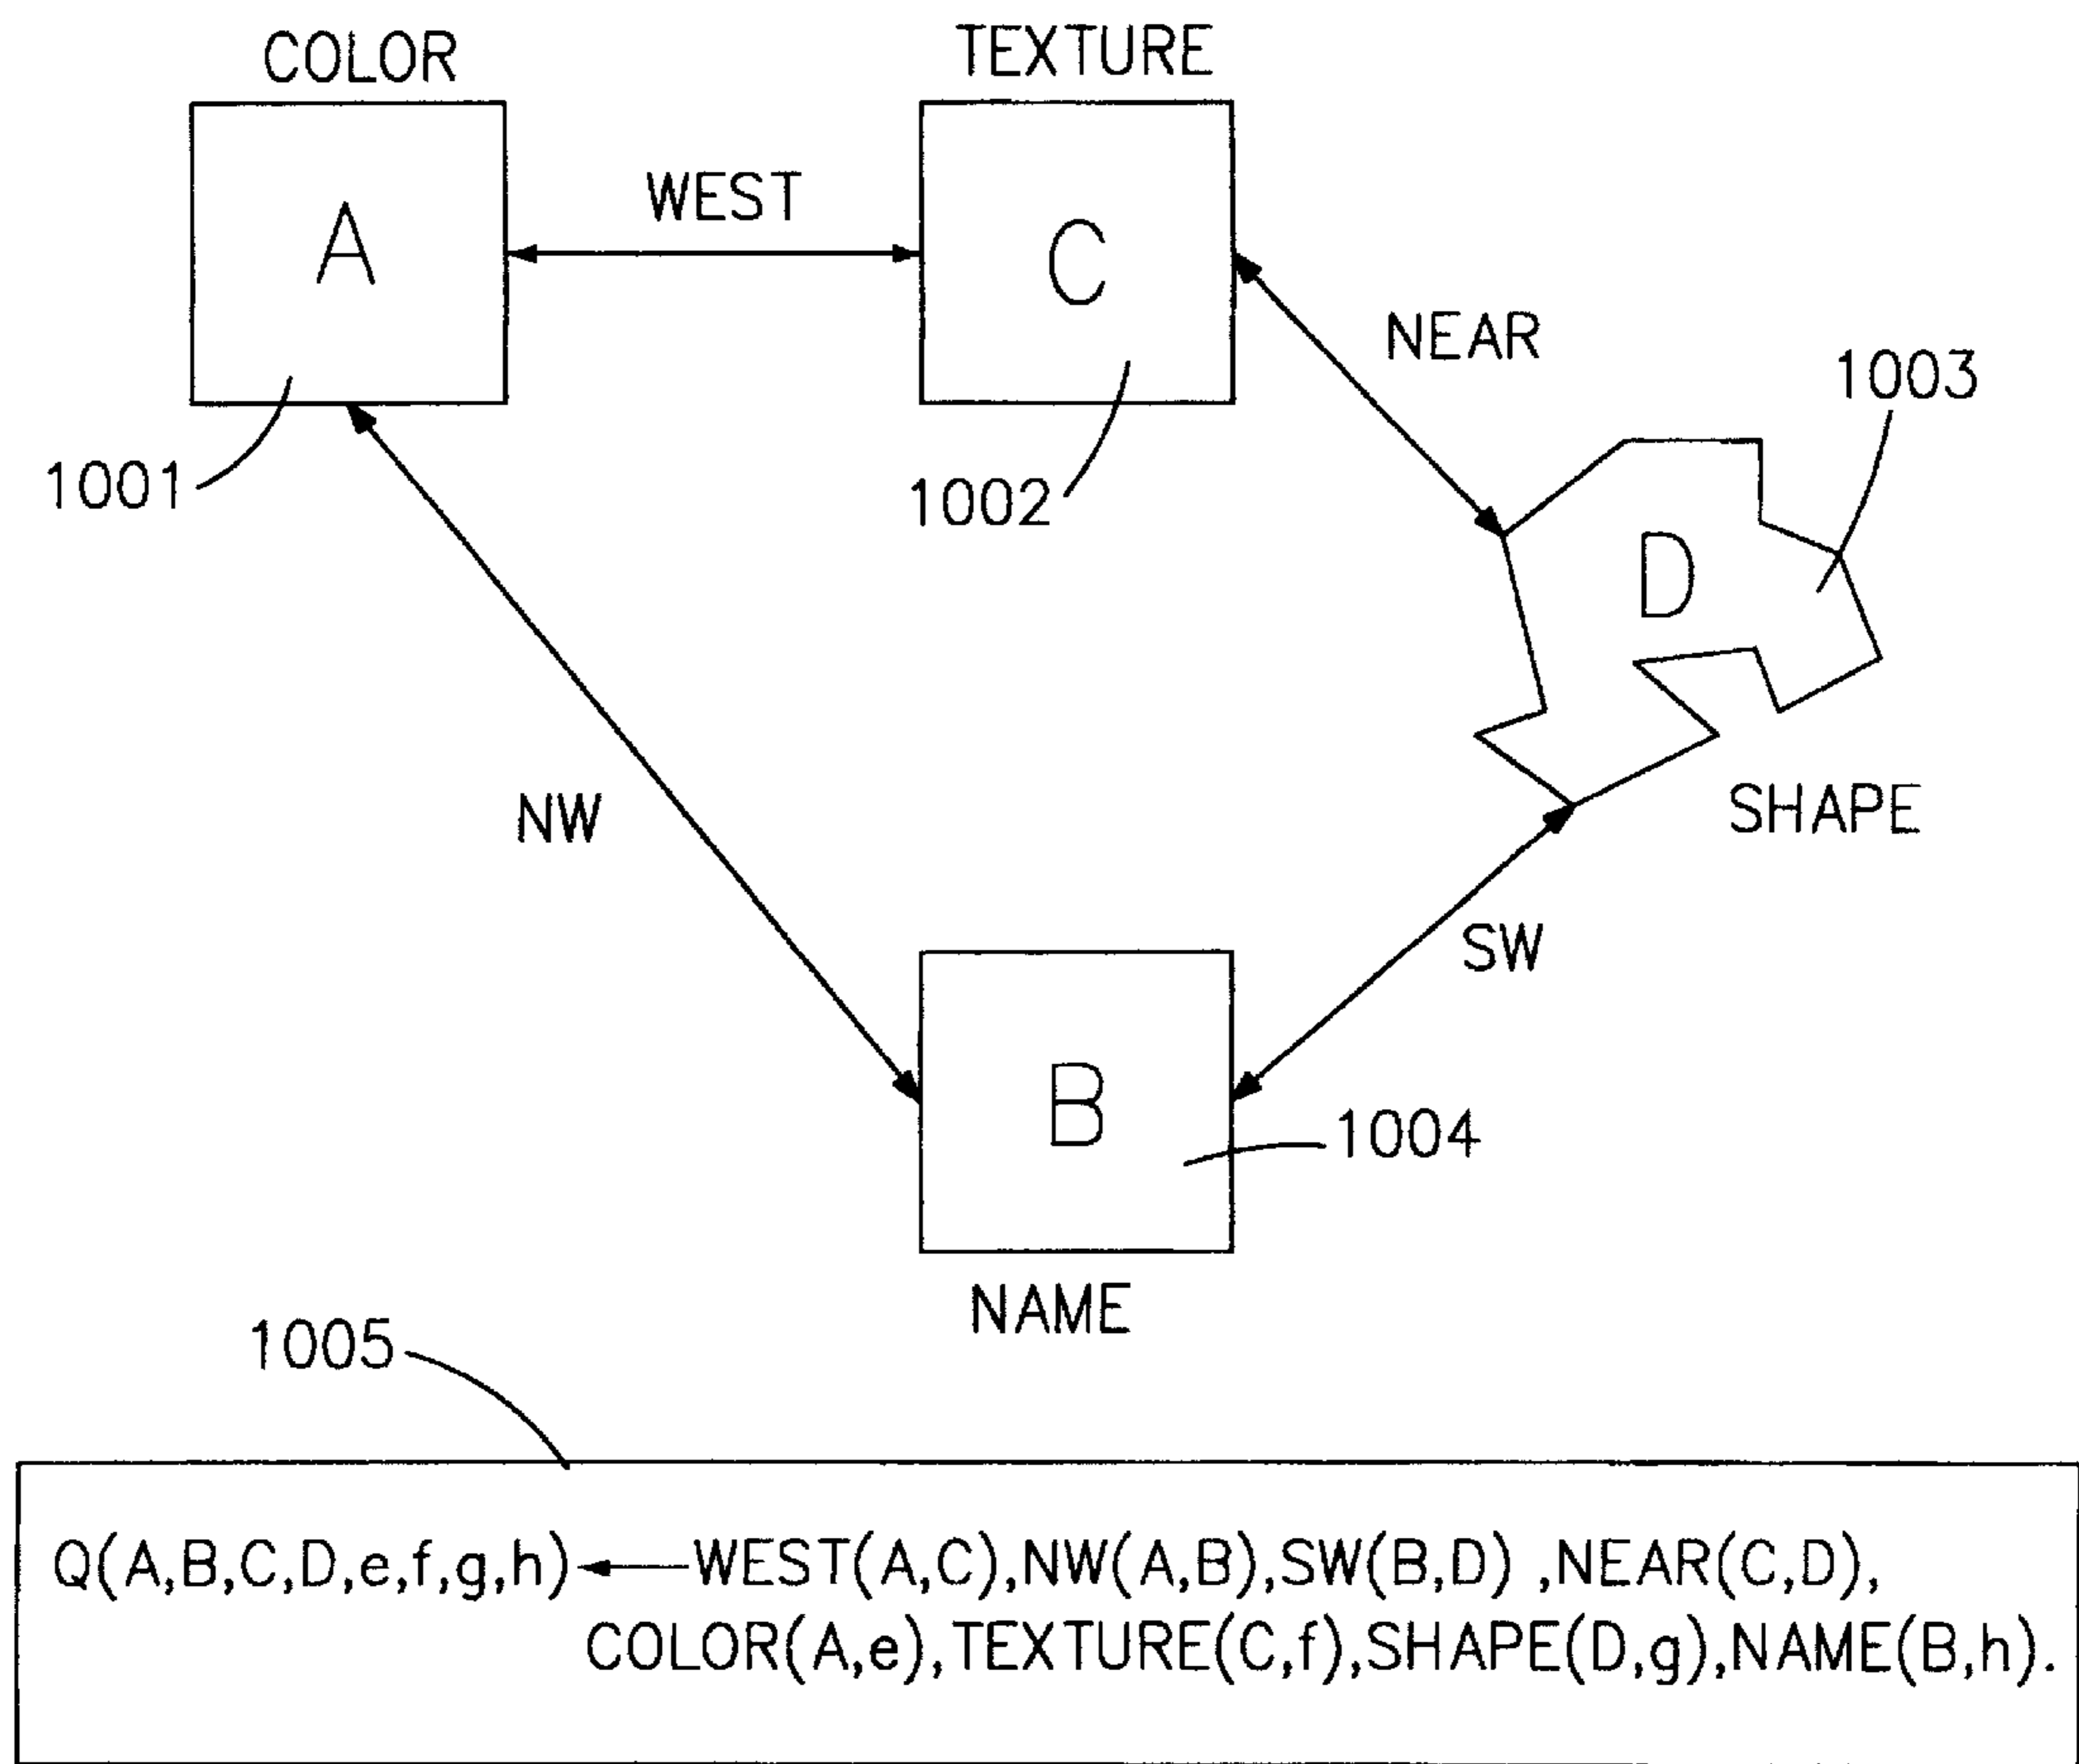 COLOR
TEXTURE
A
WEST
C
NEAR
1003
1001
1002
D
NW
SHAPE
SW
B
1004
NAME
1005
Q(A,B,C,D,e,f,g,h)←WEST(A,C),NW(A,B),SW(B,D) ,NEAR(C,D),
COLOR(A,e),TEXTURE(C,f),SHAPE(D,g),NAME(B,h).